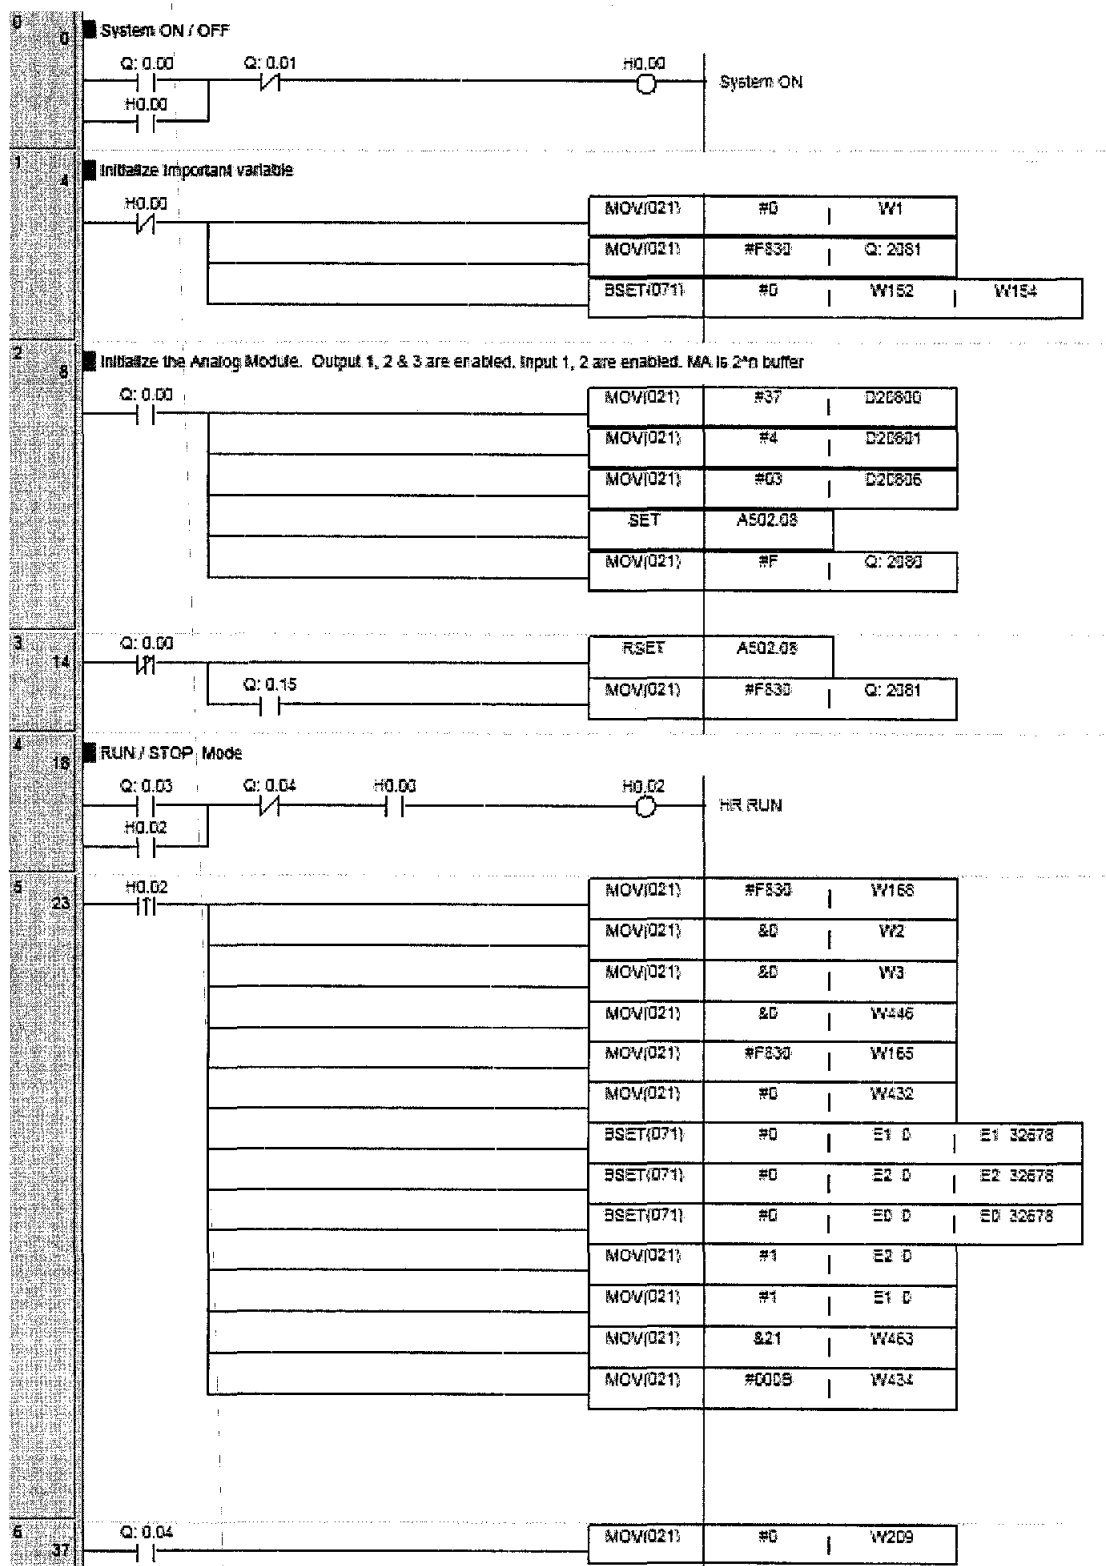 0
0
System ON / OFF
Q: 0.00 Q: 0.01 H0.00
System ON
H0.00
1
4
Initialize Important variable
H0.00
MOV(021) #0 W1
MOV(021) #F830 Q: 2081
BSET(071) #0 W152 W154
2
8
Initialize the Analog Module. Output 1, 2 & 3 are enabled. Input 1, 2 are enabled. MA is 2^n buffer
Q: 0.00
MOV(021) #37 D20800
MOV(021) #4 D20801
MOV(021) #03 D20806
SET A502.08
MOV(021) #F Q: 2080
3
14
Q: 0.00
RSET A502.08
Q: 0.15
MOV(021) #F830 Q: 2081
4
18
RUN / STOP Mode
Q: 0.03 Q: 0.04 H0.00 H0.02
HR RUN
H0.02
5
23
H0.02
MOV(021) #F830 W168
MOV(021) &0 W2
MOV(021) &0 W3
MOV(021) &0 W446
MOV(021) #F830 W165
MOV(021) #0 W432
BSET(071) #0 E1 0 E1 32678
BSET(071) #0 E2 0 E2 32678
BSET(071) #0 E0 0 E0 32678
MOV(021) #1 E2 0
MOV(021) #1 E1 0
MOV(021) &21 W463
MOV(021) #000B W434
6
37
Q: 0.04
MOV(021) #0 W209